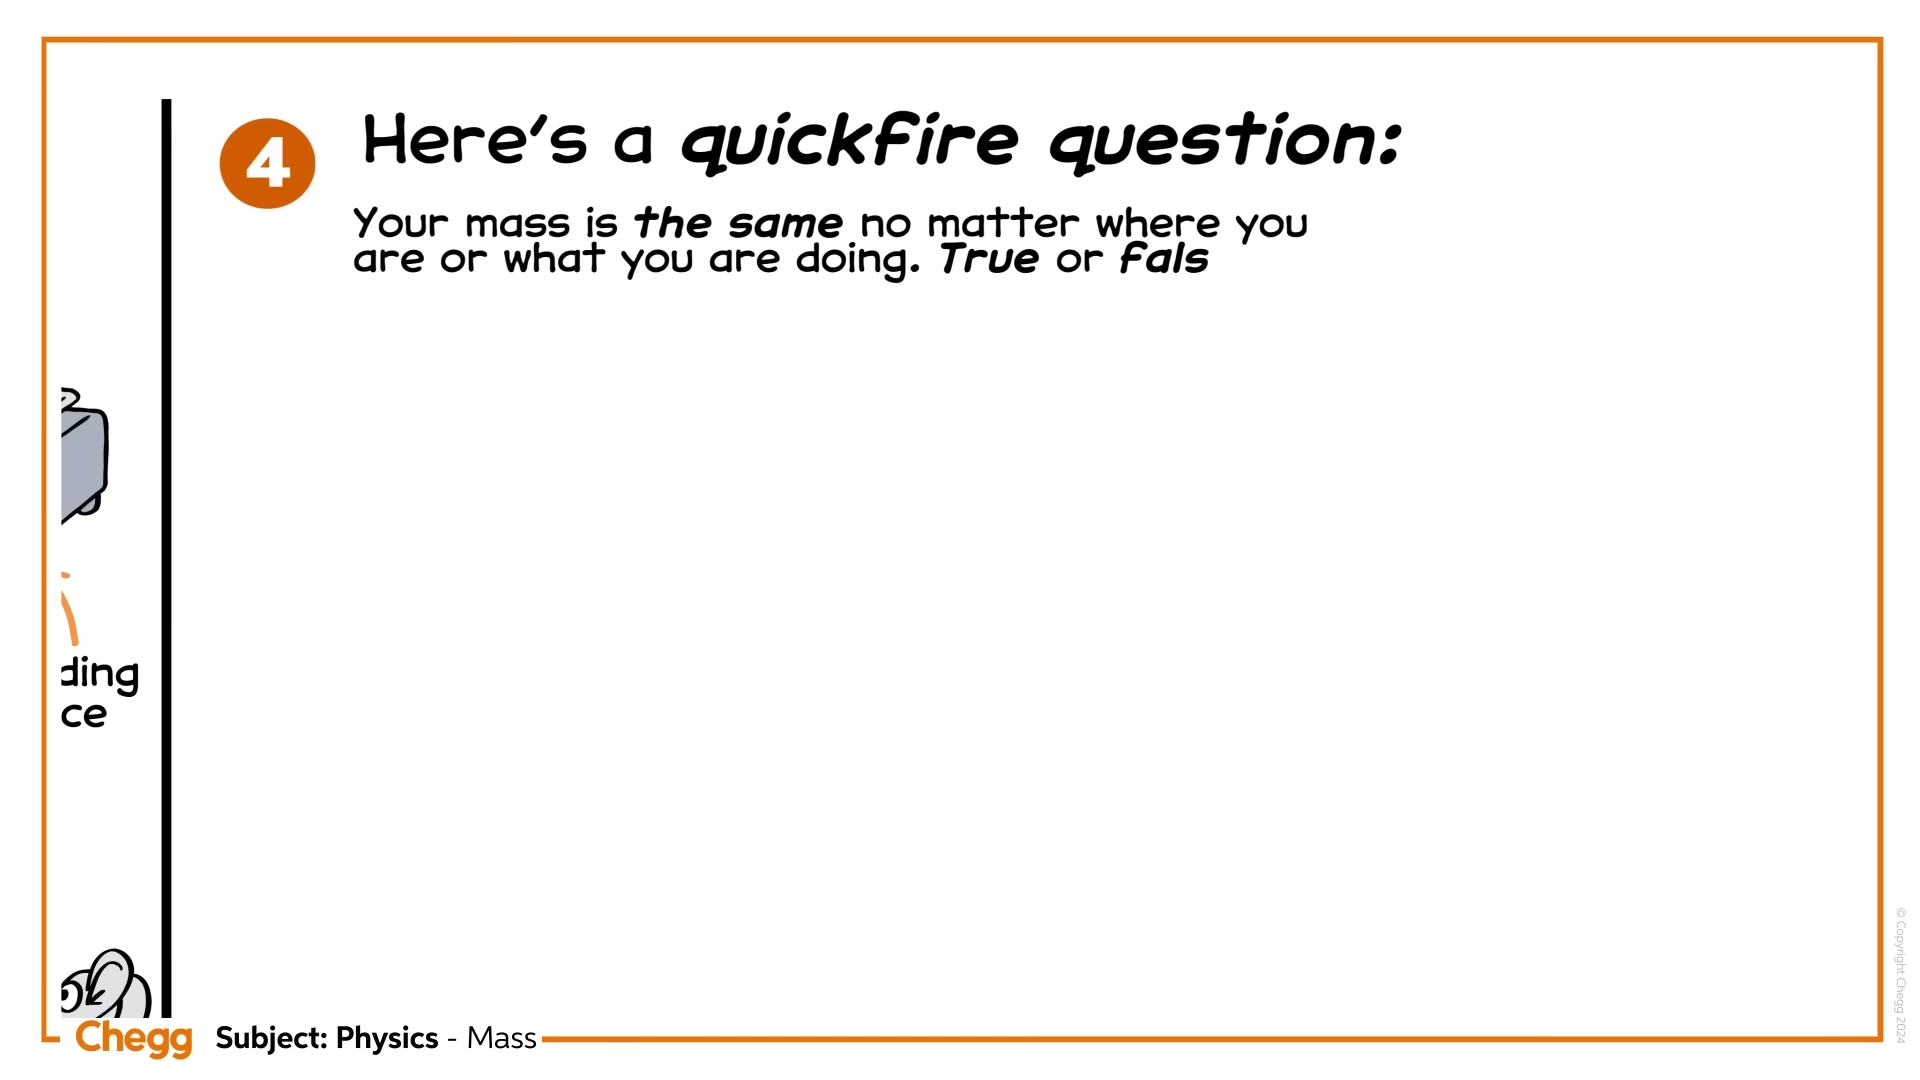 4
Here's a quickfire question:
Your mass is the same no matter where you
are or what you are doing. True or fals
ding
ce
Chegg Subject: Physics - Mass
© Copyright Chegg 2024